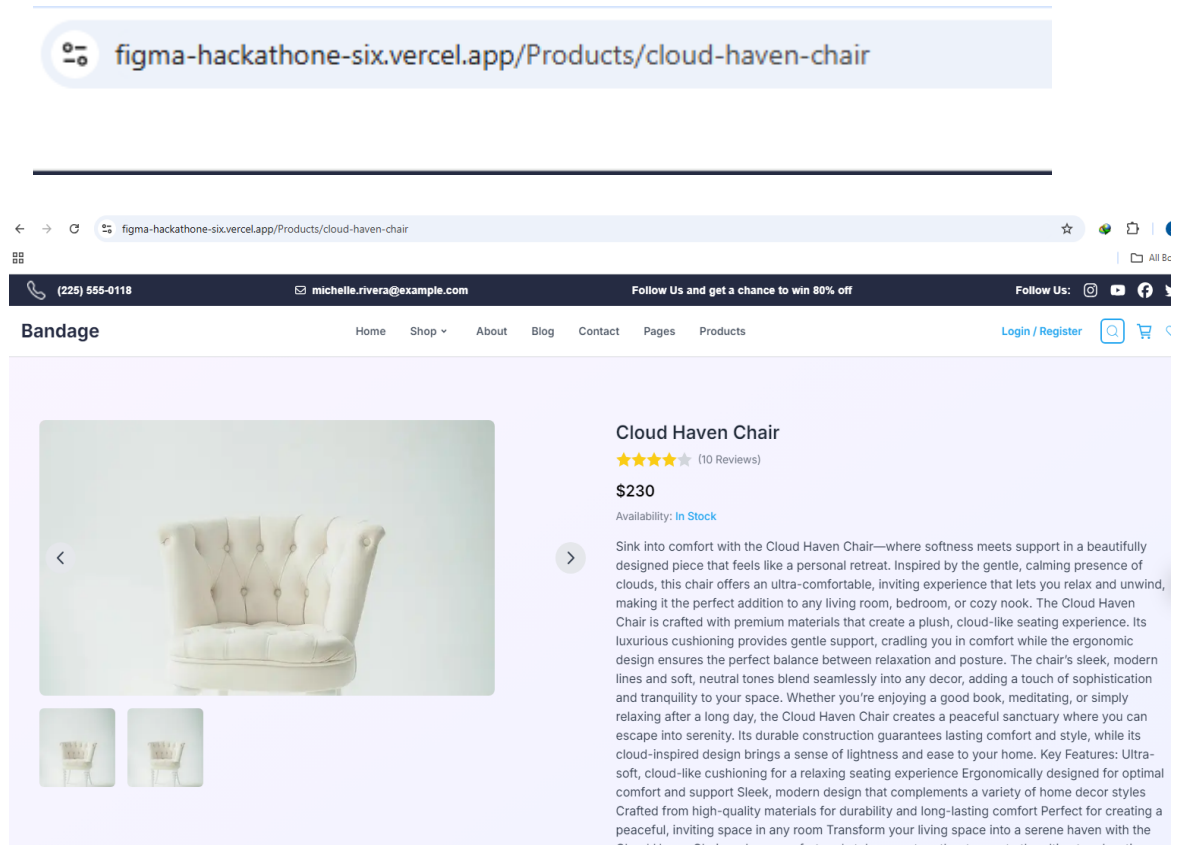 figma-hackathone-six.vercel.app/Products/cloud-haven-chair
figma-hackathone-six.vercel.app/Products/cloud-haven-chair
All Bo
(225) 555-0118 michelle.rivera@example.com Follow Us and get a chance to win 80% off Follow Us:
Bandage Home Shop About Blog Contact Pages Products Login / Register
Cloud Haven Chair
(10 Reviews)
$230
Availability: In Stock
Sink into comfort with the Cloud Haven Chair—where softness meets support in a beautifully
designed piece that feels like a personal retreat. Inspired by the gentle, calming presence of
clouds, this chair offers an ultra-comfortable, inviting experience that lets you relax and unwind,
making it the perfect addition to any living room, bedroom, or cozy nook. The Cloud Haven
Chair is crafted with premium materials that create a plush, cloud-like seating experience. Its
luxurious cushioning provides gentle support, cradling you in comfort while the ergonomic
design ensures the perfect balance between relaxation and posture. The chair's sleek, modern
lines and soft, neutral tones blend seamlessly into any decor, adding a touch of sophistication
and tranquility to your space. Whether you're enjoying a good book, meditating, or simply
relaxing after a long day, the Cloud Haven Chair creates a peaceful sanctuary where you can
escape into serenity. Its durable construction guarantees lasting comfort and style, while its
cloud-inspired design brings a sense of lightness and ease to your home. Key Features: Ultra-
soft, cloud-like cushioning for a relaxing seating experience Ergonomically designed for optimal
comfort and support Sleek, modern design that complements a variety of home decor styles
Crafted from high-quality materials for durability and long-lasting comfort Perfect for creating a
peaceful, inviting space in any room Transform your living space into a serene haven with the